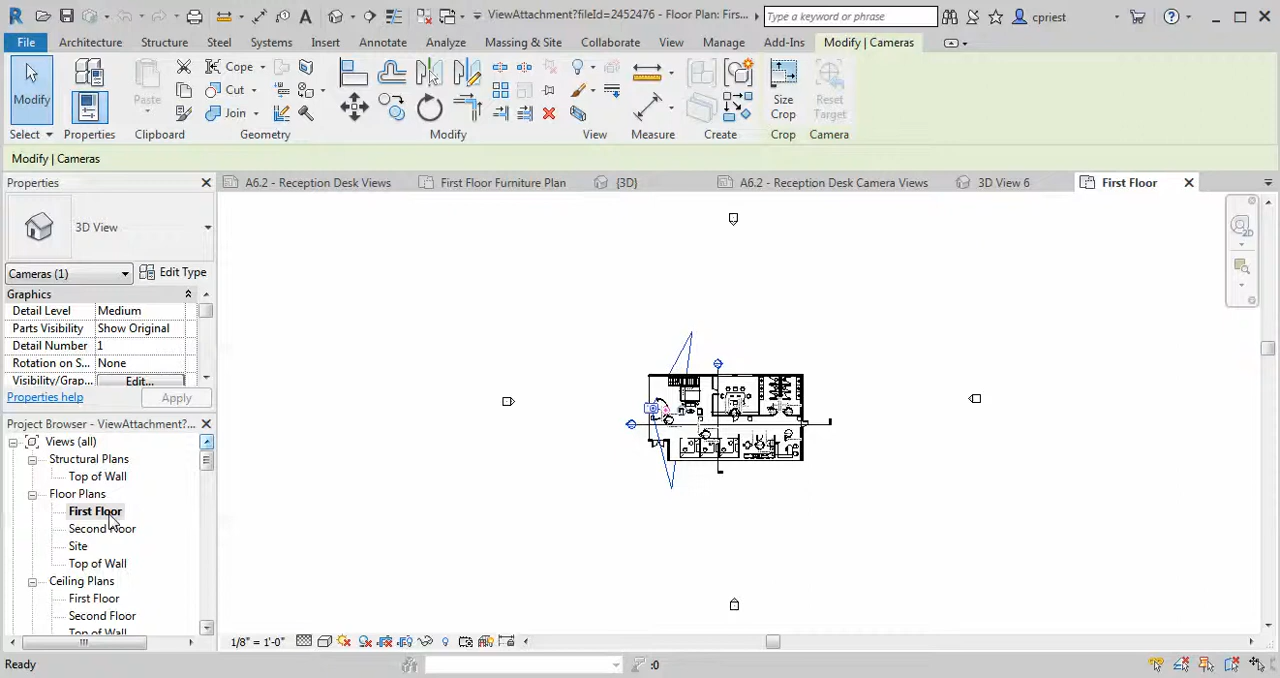 ViewAttachment?fileId=2452476 - Floor Plan: Firs...
Type a keyword or phrase
cpriest
File
Architecture
Structure
Steel
Systems
Insert
Annotate
Analyze
Massing & Site
Collaborate
View
Manage
Add-Ins
Modify | Cameras
Modify
Select
Properties
Paste
Clipboard
Cope
Cut
Join
Geometry
Modify
View
Measure
Create
Size
Crop
Crop
Reset
Target
Camera
Modify | Cameras
Properties
A6.2 - Reception Desk Views
First Floor Furniture Plan
{3D}
A6.2 - Reception Desk Camera Views
3D View 6
First Floor
3D View
Cameras (1)
Edit Type
Graphics
Detail Level
Medium
Parts Visibility
Show Original
Detail Number
1
Rotation on S...
None
Visibility/Grap...
Edit...
Properties help
Apply
Project Browser - ViewAttachment?...
Views (all)
Structural Plans
Top of Wall
Floor Plans
First Floor
Second Floor
Site
Top of Wall
Ceiling Plans
First Floor
Second Floor
Top of Wall
2D
1/8" = 1'-0"
Ready
:0